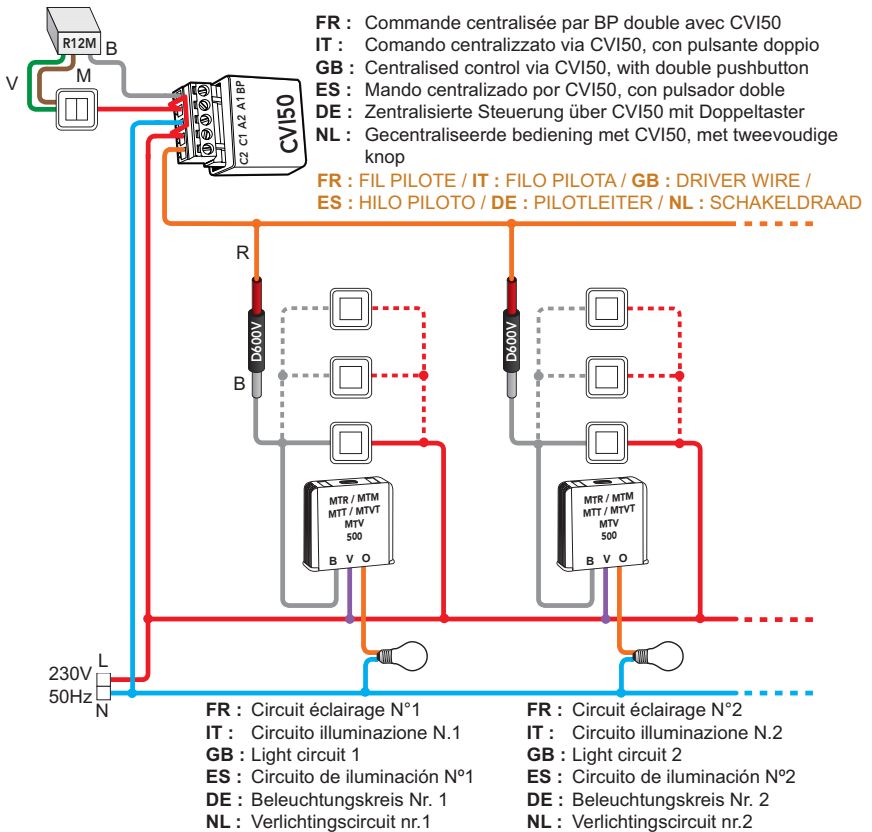 FR : Commande centralisée par BP double avec CVI50
IT : Comando centralizzato via CVI50, con pulsante doppio
GB : Centralised control via CVI50, with double pushbutton
ES : Mando centralizado por CVI50, con pulsador doble
DE : Zentralisierte Steuerung über CVI50 mit Doppeltaster
NL : Gecentraliseerde bediening met CVI50, met tweevoudige
knop
FR : FIL PILOTE / IT : FILO PILOTA / GB : DRIVER WIRE /
ES : HILO PILOTO / DE : PILOTLEITER / NL : SCHAKELDRAAD
R12M
B
V
M
C2 C1 A2 A1 BP
CVI50
R
D600V
B
D600V
MTR / MTM
MTT / MTVT
MTV
500
B V O
MTR / MTM
MTT / MTVT
MTV
500
B V O
L
230V
50Hz
N
FR : Circuit éclairage N°1
IT : Circuito illuminazione N.1
GB : Light circuit 1
ES : Circuito de iluminación Nº1
DE : Beleuchtungskreis Nr. 1
NL : Verlichtingscircuit nr.1
FR : Circuit éclairage N°2
IT : Circuito illuminazione N.2
GB : Light circuit 2
ES : Circuito de iluminación Nº2
DE : Beleuchtungskreis Nr. 2
NL : Verlichtingscircuit nr.2